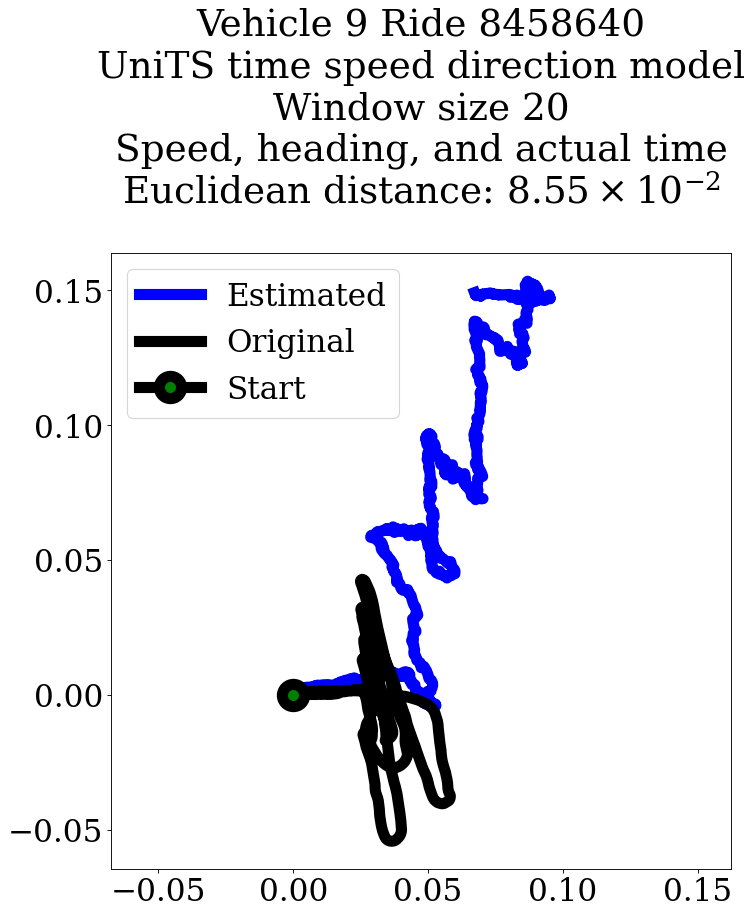 Vehicle 9 Ride 8458640
UniTS time speed direction model
Window size 20
Speed, heading, and actual time
Euclidean distance: 8.55 × 10⁻²
Estimated
Original
Start
0.15
0.10
0.05
0.00
−0.05
−0.05
0.00
0.05
0.10
0.15